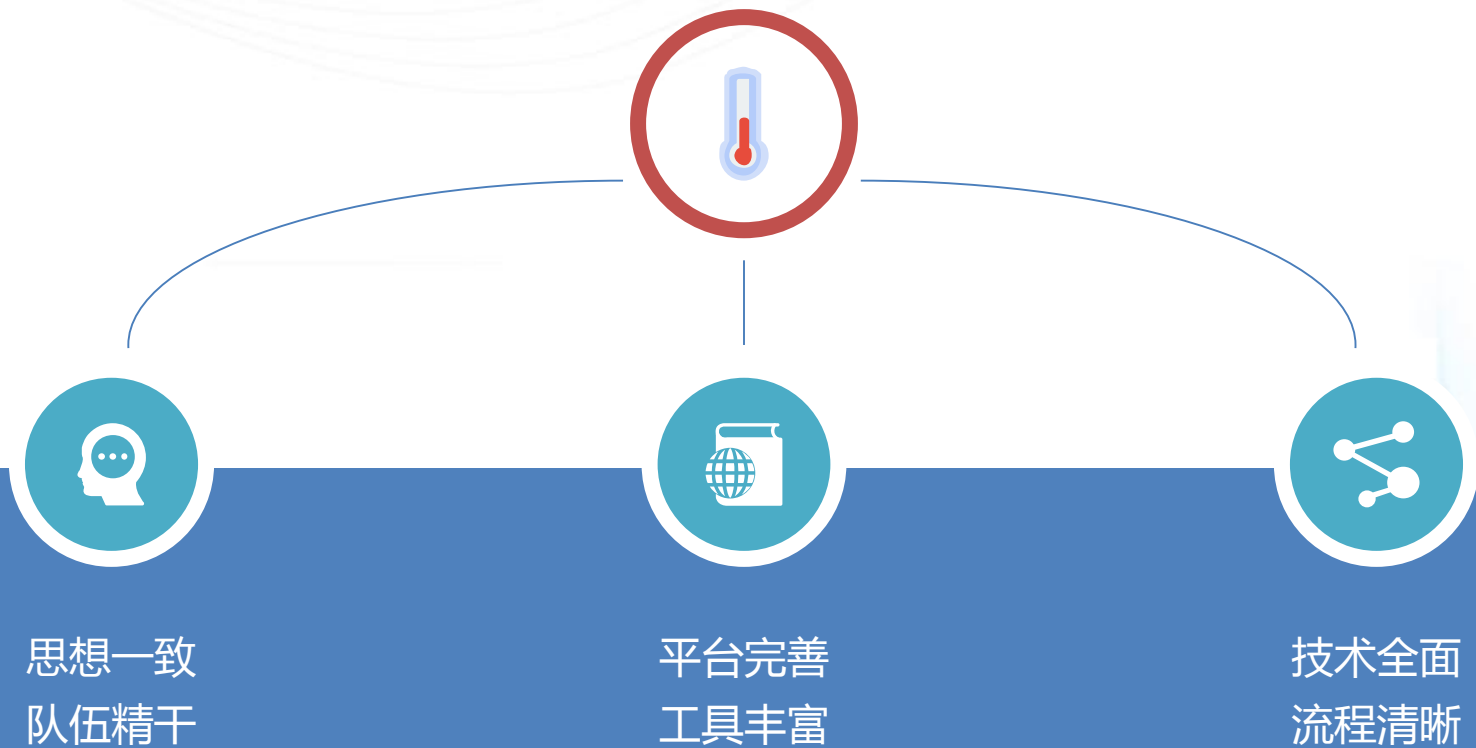 思想一致
队伍精干
平台完善
工具丰富
技术全面
流程清晰